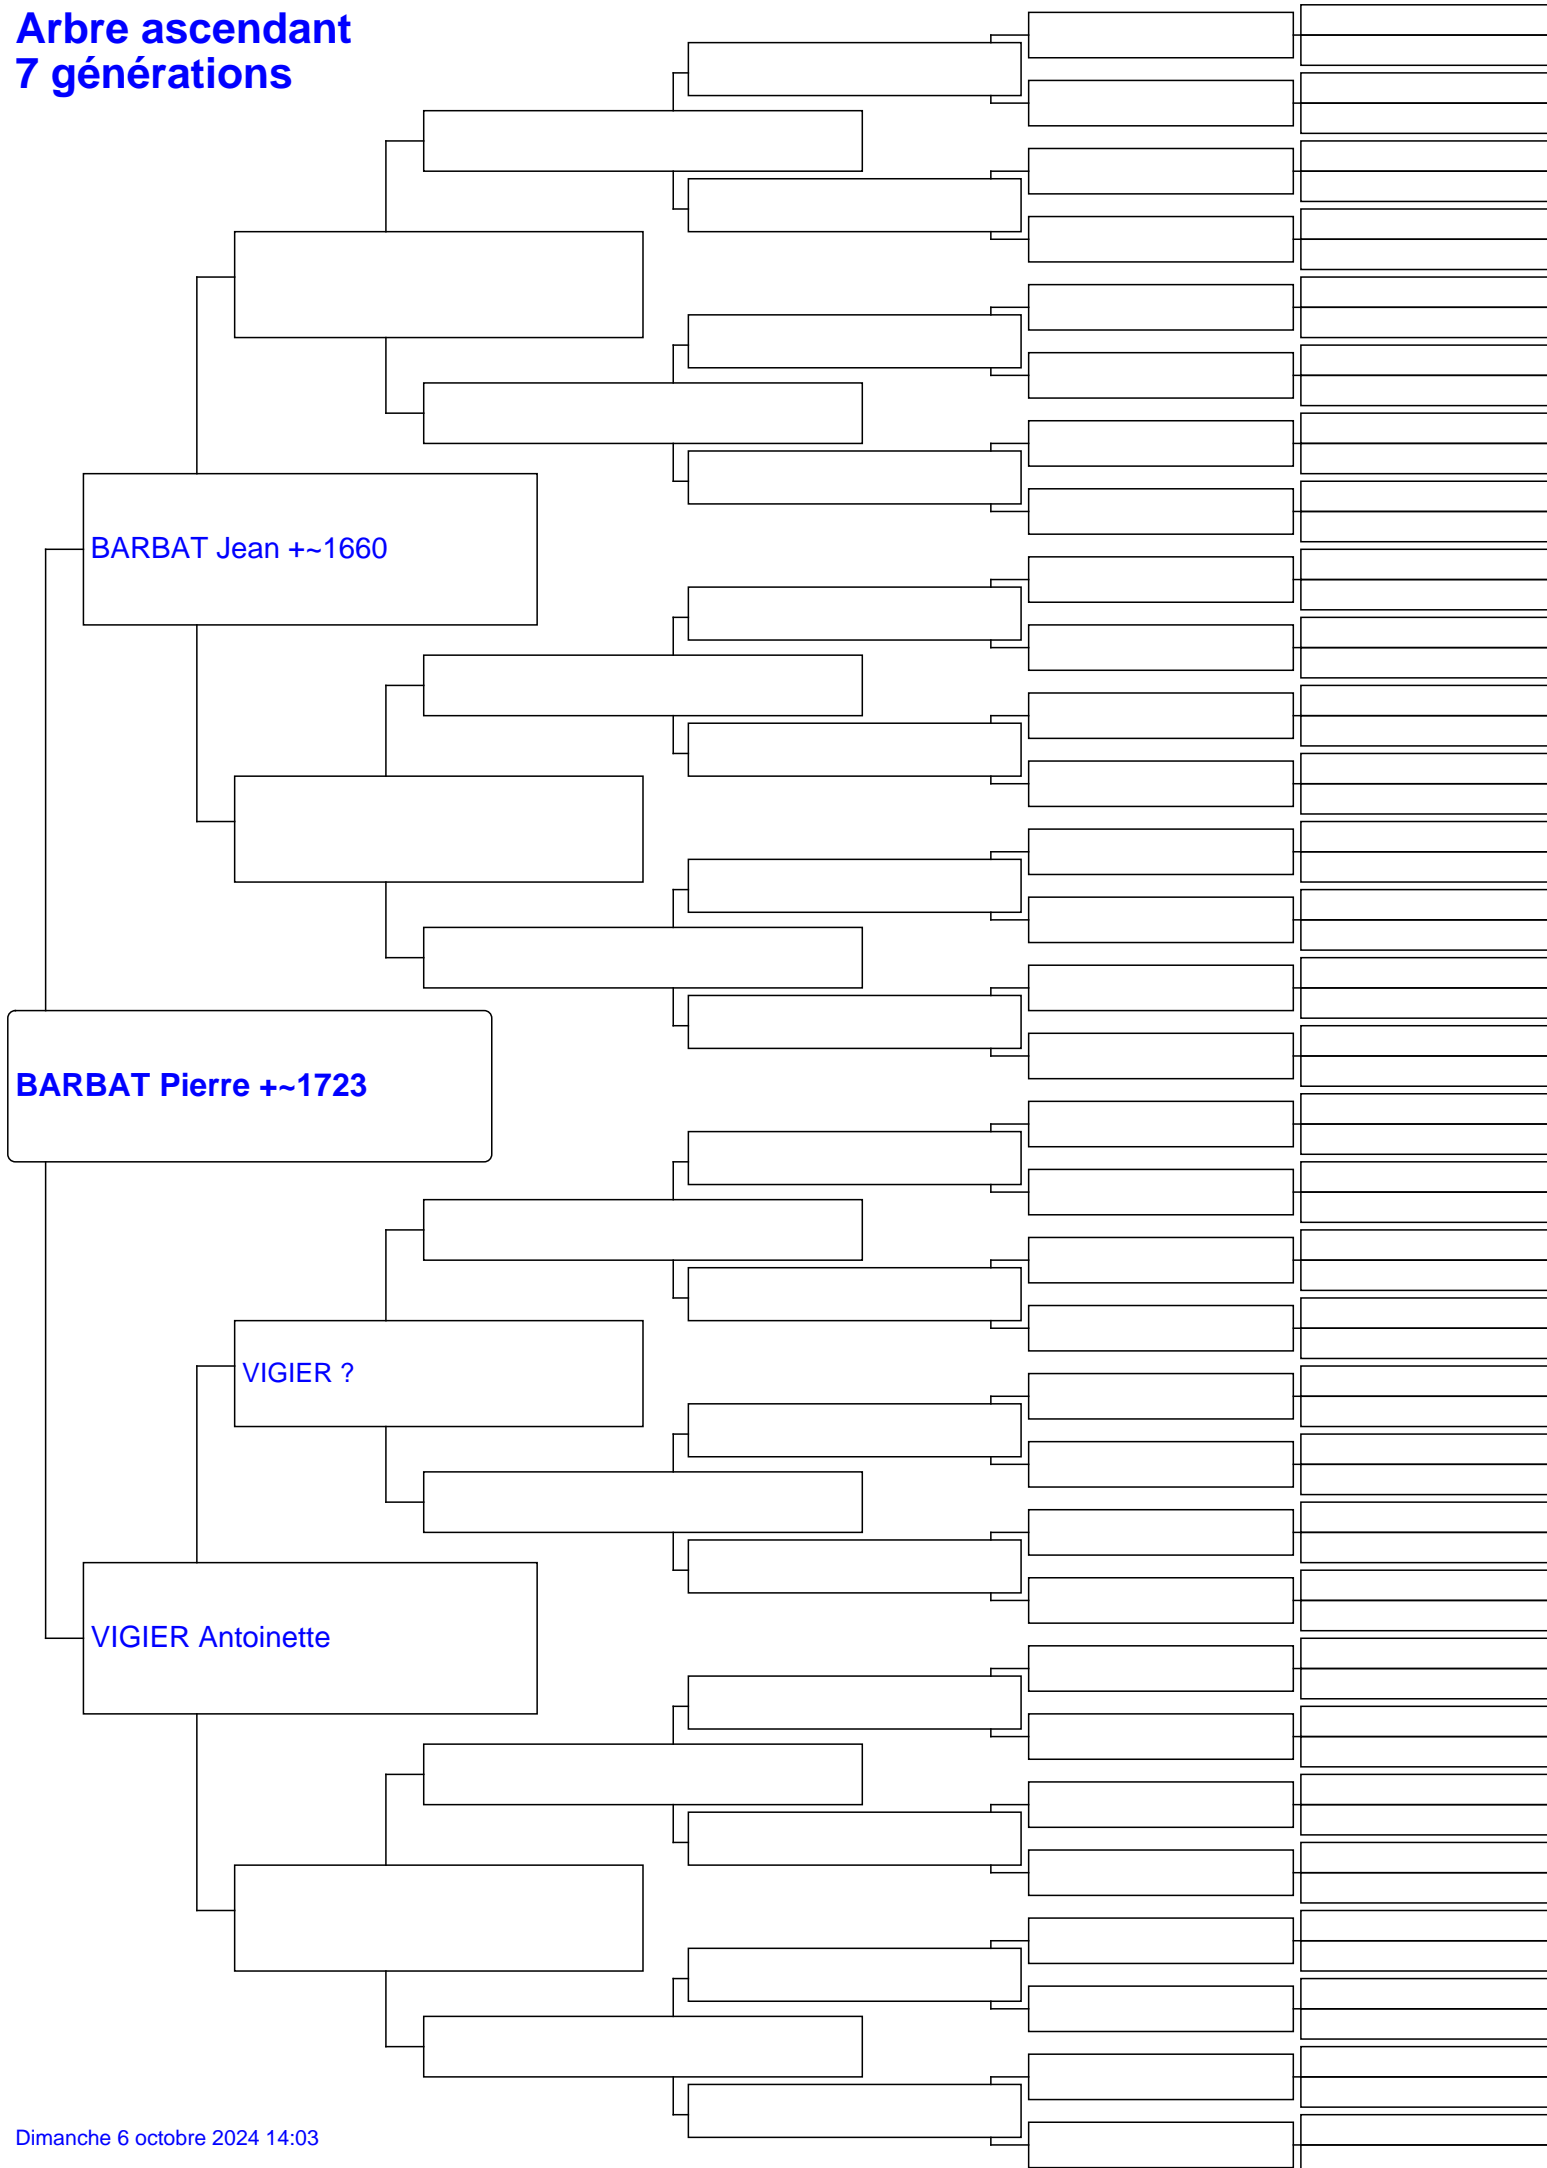 Arbre ascendant
7 générations
BARBAT Jean +~1660
BARBAT Pierre +~1723
VIGIER ?
VIGIER Antoinette
Dimanche 6 octobre 2024 14:03